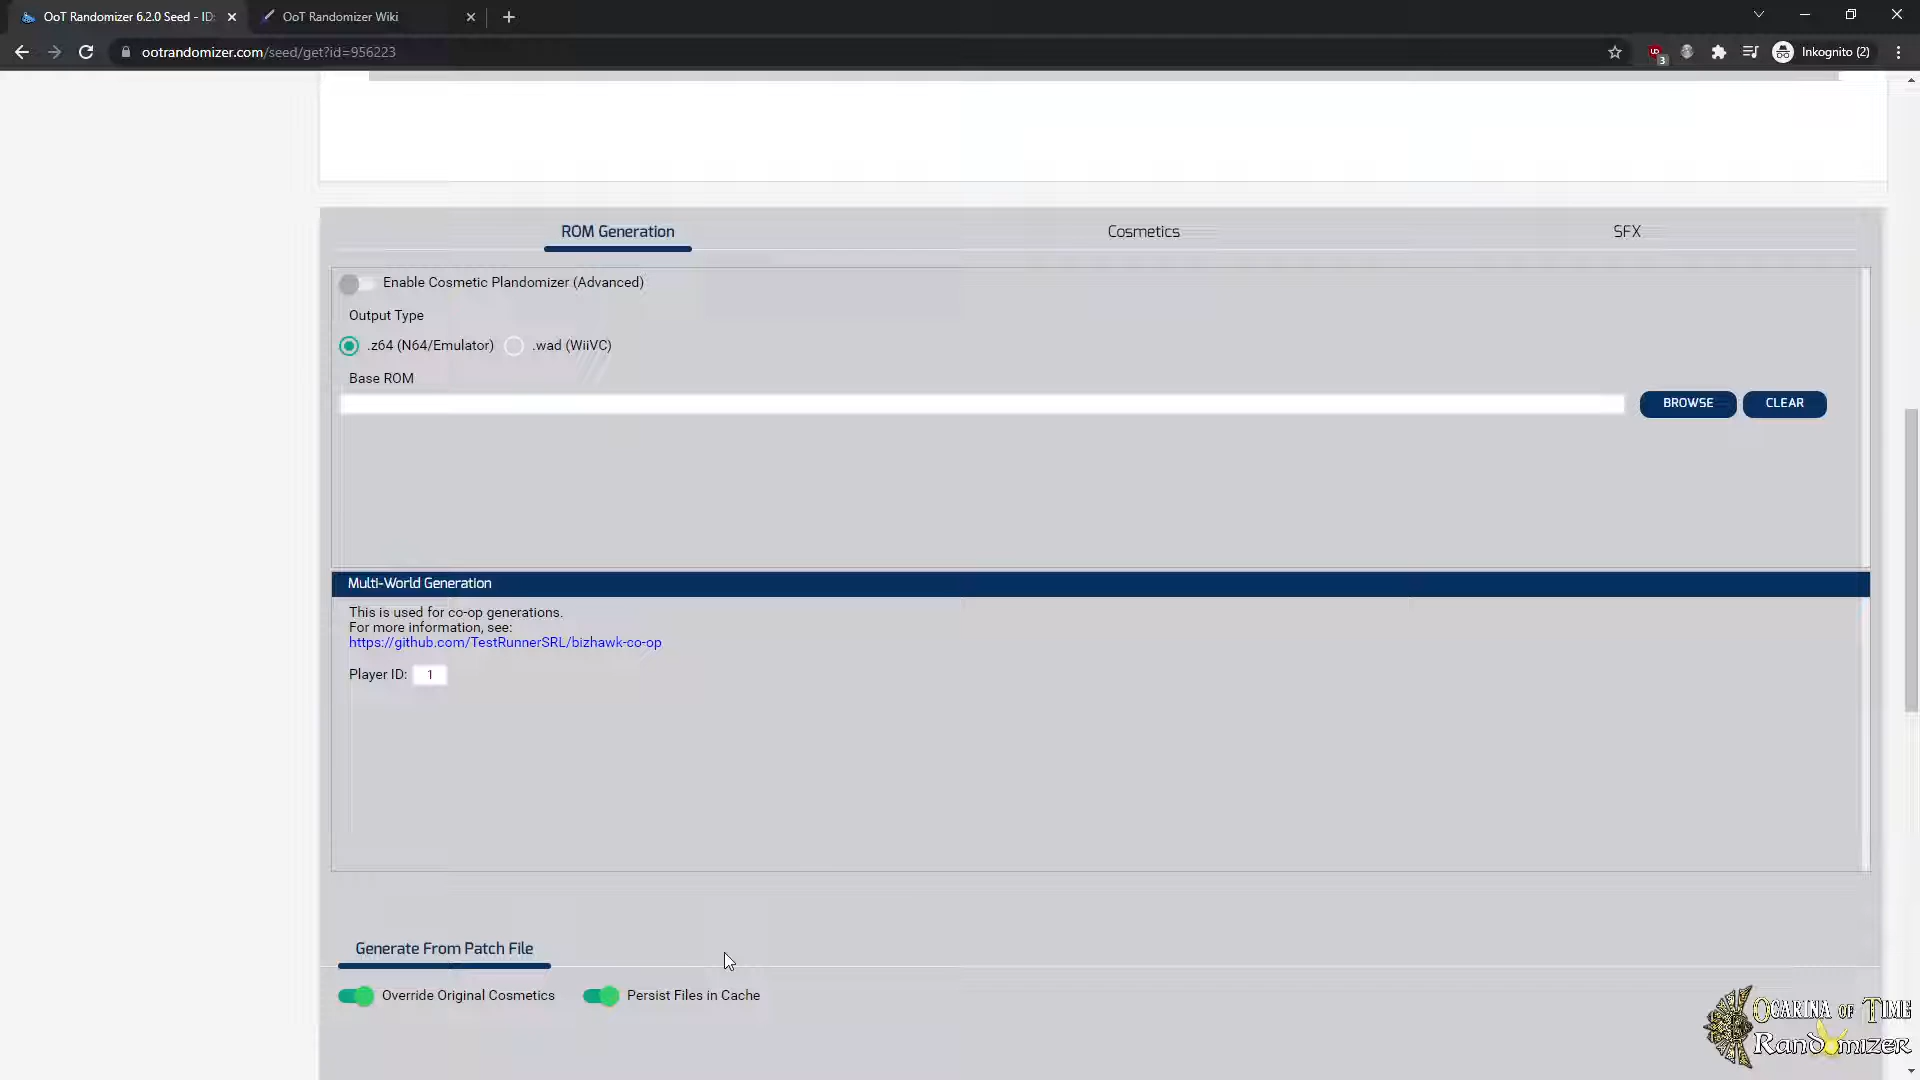 OoT Randomizer 6.2.0 Seed - ID:
OoT Randomizer Wiki
ootrandomizer.com/seed/get?id=956223
3
Inkognito (2)
ROM Generation
Cosmetics
SFX
Enable Cosmetic Plandomizer (Advanced)
Output Type
.z64 (N64/Emulator)
.wad (WiiVC)
Base ROM
BROWSE
CLEAR
Multi-World Generation
This is used for co-op generations.
For more information, see:
https://github.com/TestRunnerSRL/bizhawk-co-op
Player ID: 1
Generate From Patch File
Override Original Cosmetics
Persist Files in Cache
OCARINA OF TIME
RandomizeR